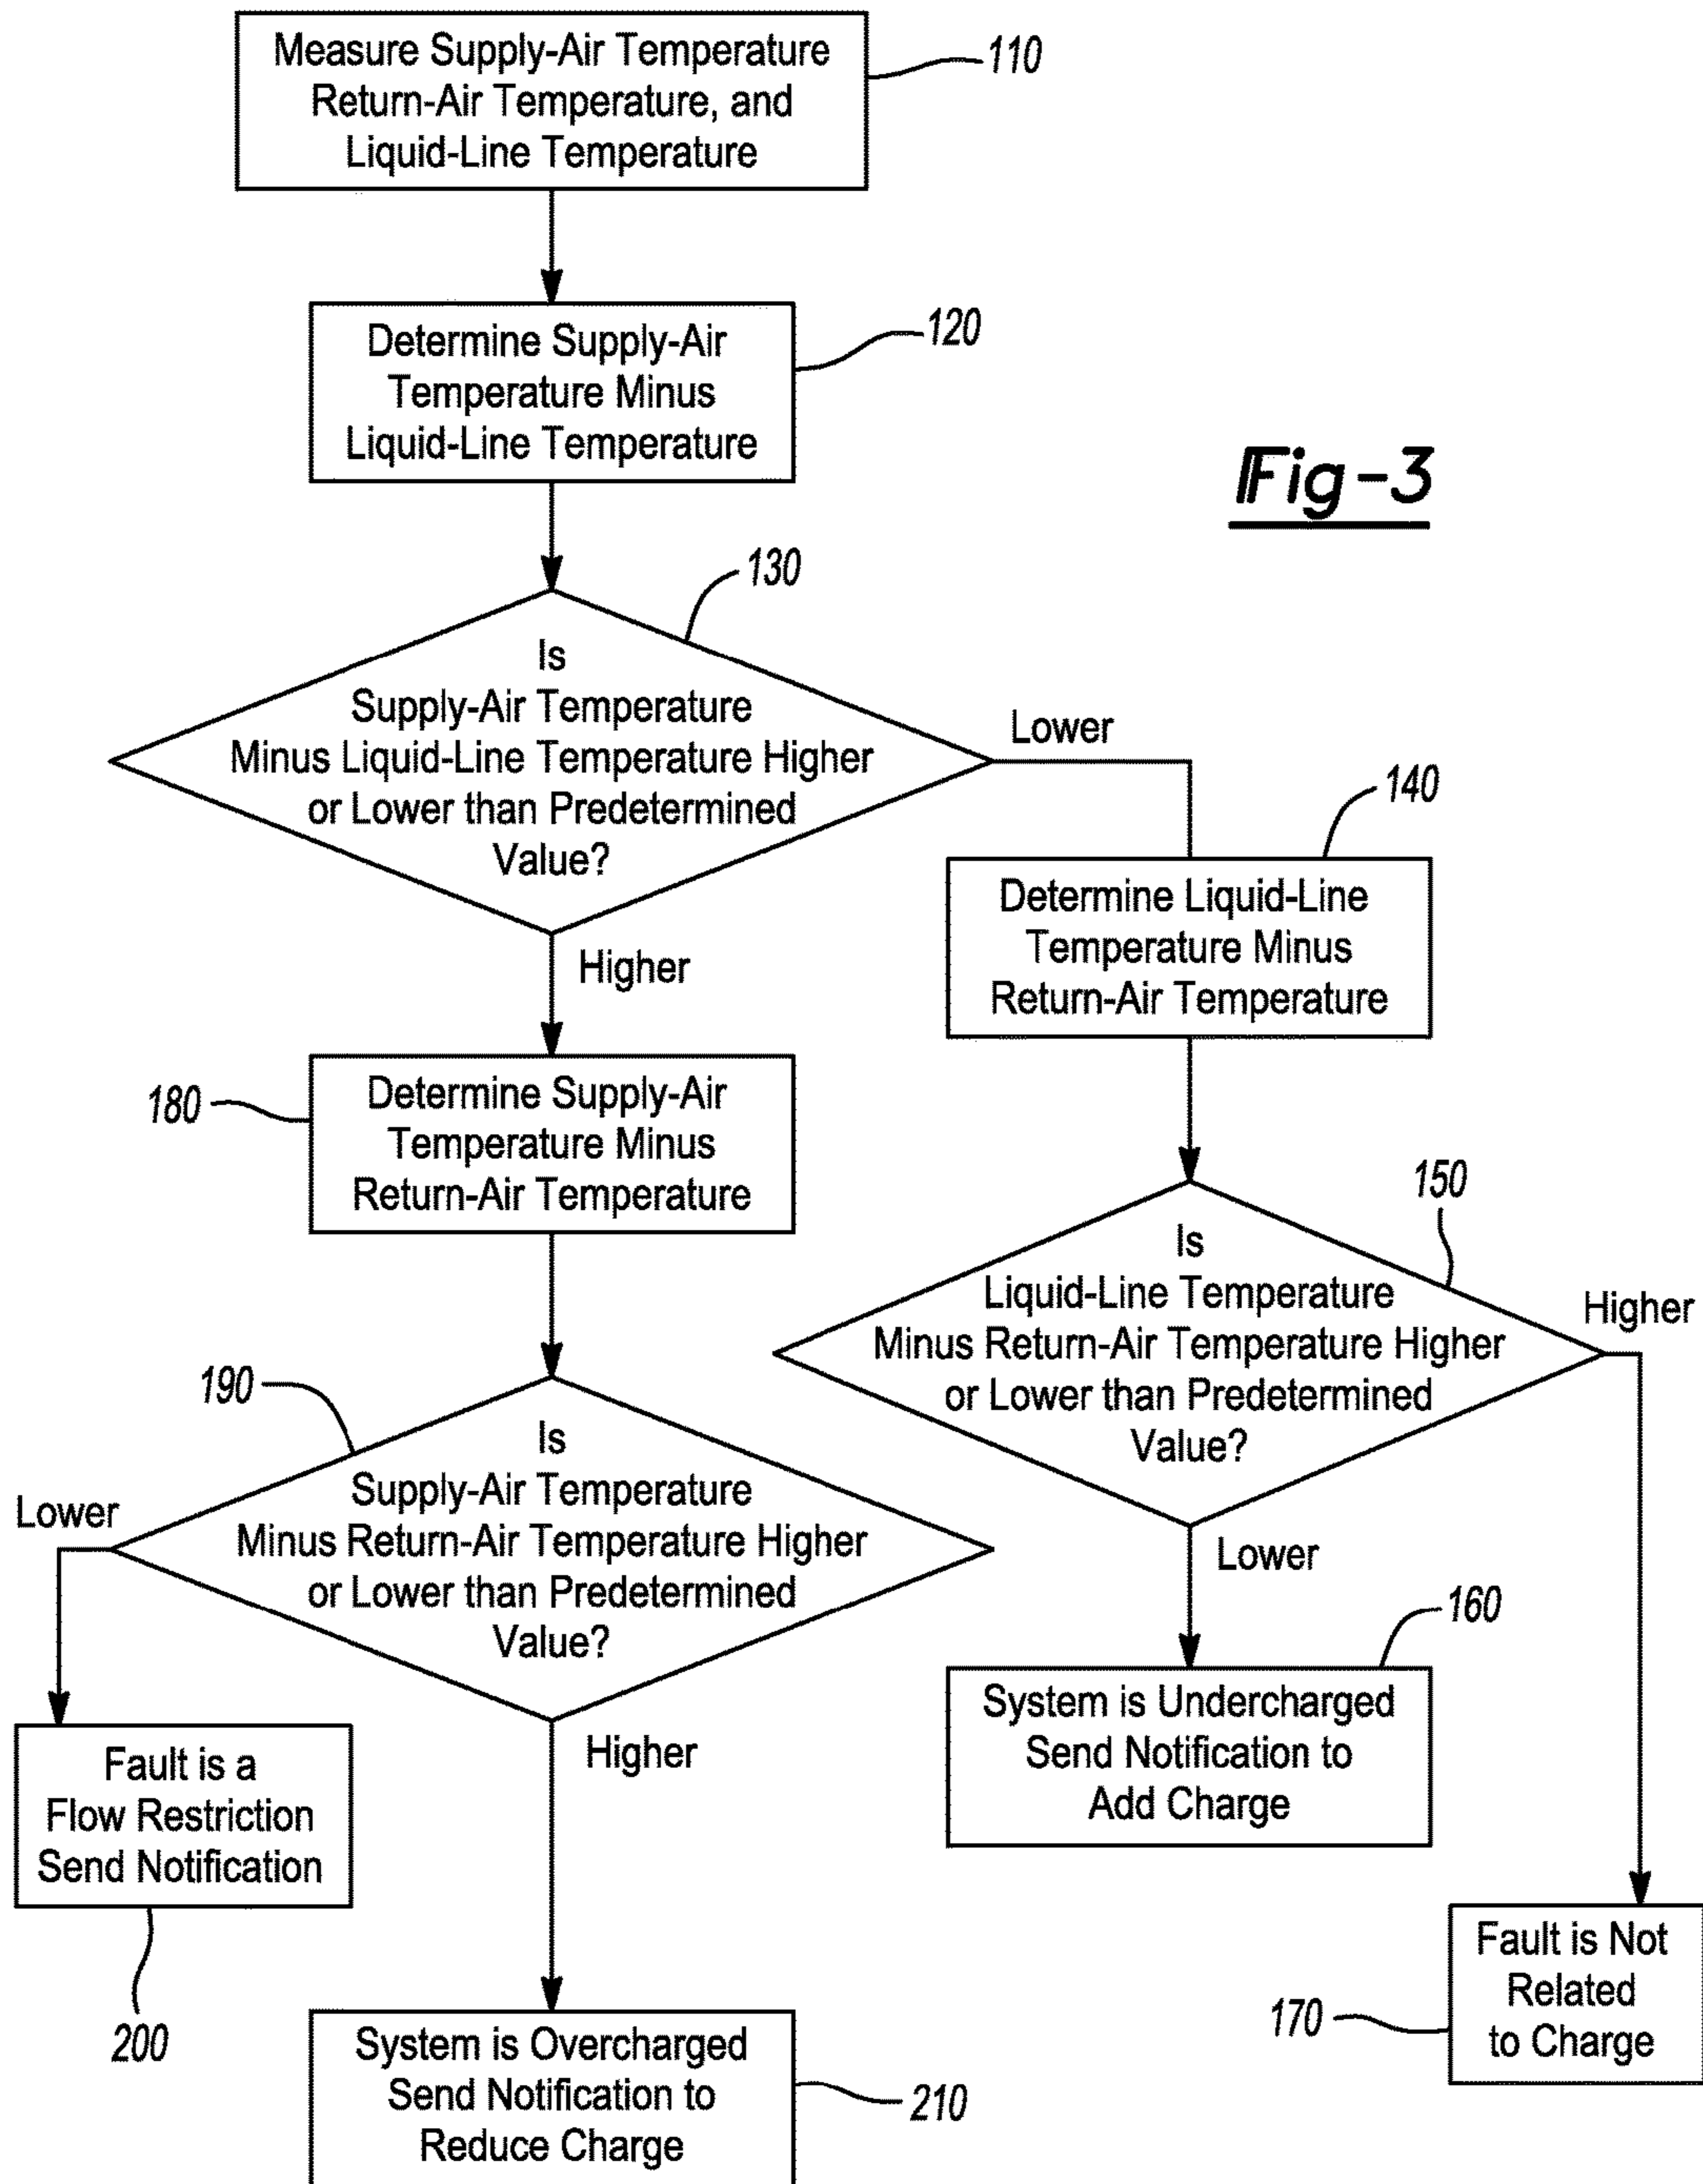 Measure Supply-Air Temperature
Return-Air Temperature, and
Liquid-Line Temperature
110
Determine Supply-Air
Temperature Minus
Liquid-Line Temperature
120
Fig-3
130
Is
Supply-Air Temperature
Minus Liquid-Line Temperature Higher
or Lower than Predetermined
Value?
Lower
Higher
140
Determine Liquid-Line
Temperature Minus
Return-Air Temperature
180
Determine Supply-Air
Temperature Minus
Return-Air Temperature
150
Is
Liquid-Line Temperature
Minus Return-Air Temperature Higher
or Lower than Predetermined
Value?
Higher
Lower
190
Is
Supply-Air Temperature
Minus Return-Air Temperature Higher
or Lower than Predetermined
Value?
Lower
Higher
160
System is Undercharged
Send Notification to
Add Charge
Fault is a
Flow Restriction
Send Notification
200
Fault is Not
Related
to Charge
170
System is Overcharged
Send Notification to
Reduce Charge
210